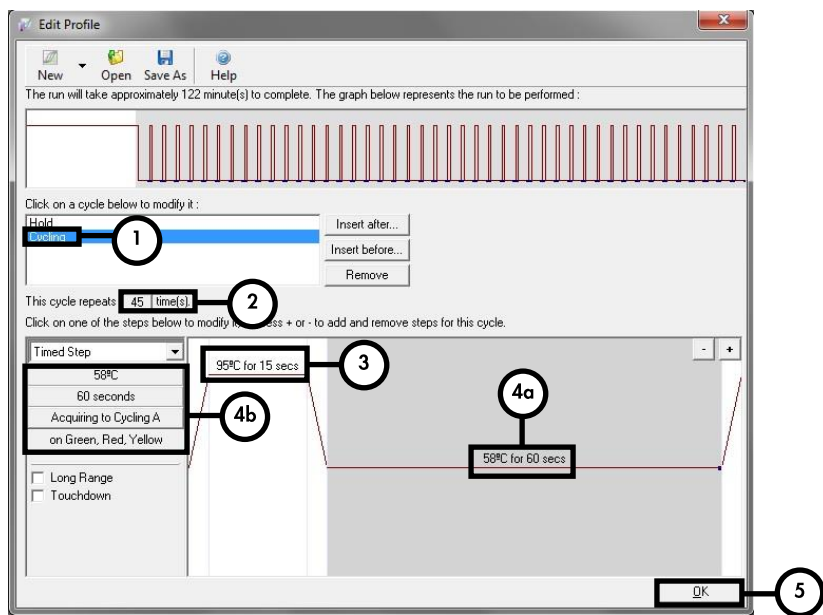 Edit Profile
New Open Save As Help
The run will take approximately 122 minute(s) to complete. The graph below represents the run to be performed :
Click on a cycle below to modify it :
Hold
Cycling
1
Insert after...
Insert before...
Remove
This cycle repeats 45 time(s).
2
Click on one of the steps below to modify it, press + or - to add and remove steps for this cycle.
Timed Step
58ºC
60 seconds
Acquiring to Cycling A
on Green, Red, Yellow
4b
Long Range
Touchdown
95ºC for 15 secs
3
- +
4a
58ºC for 60 secs
OK
5